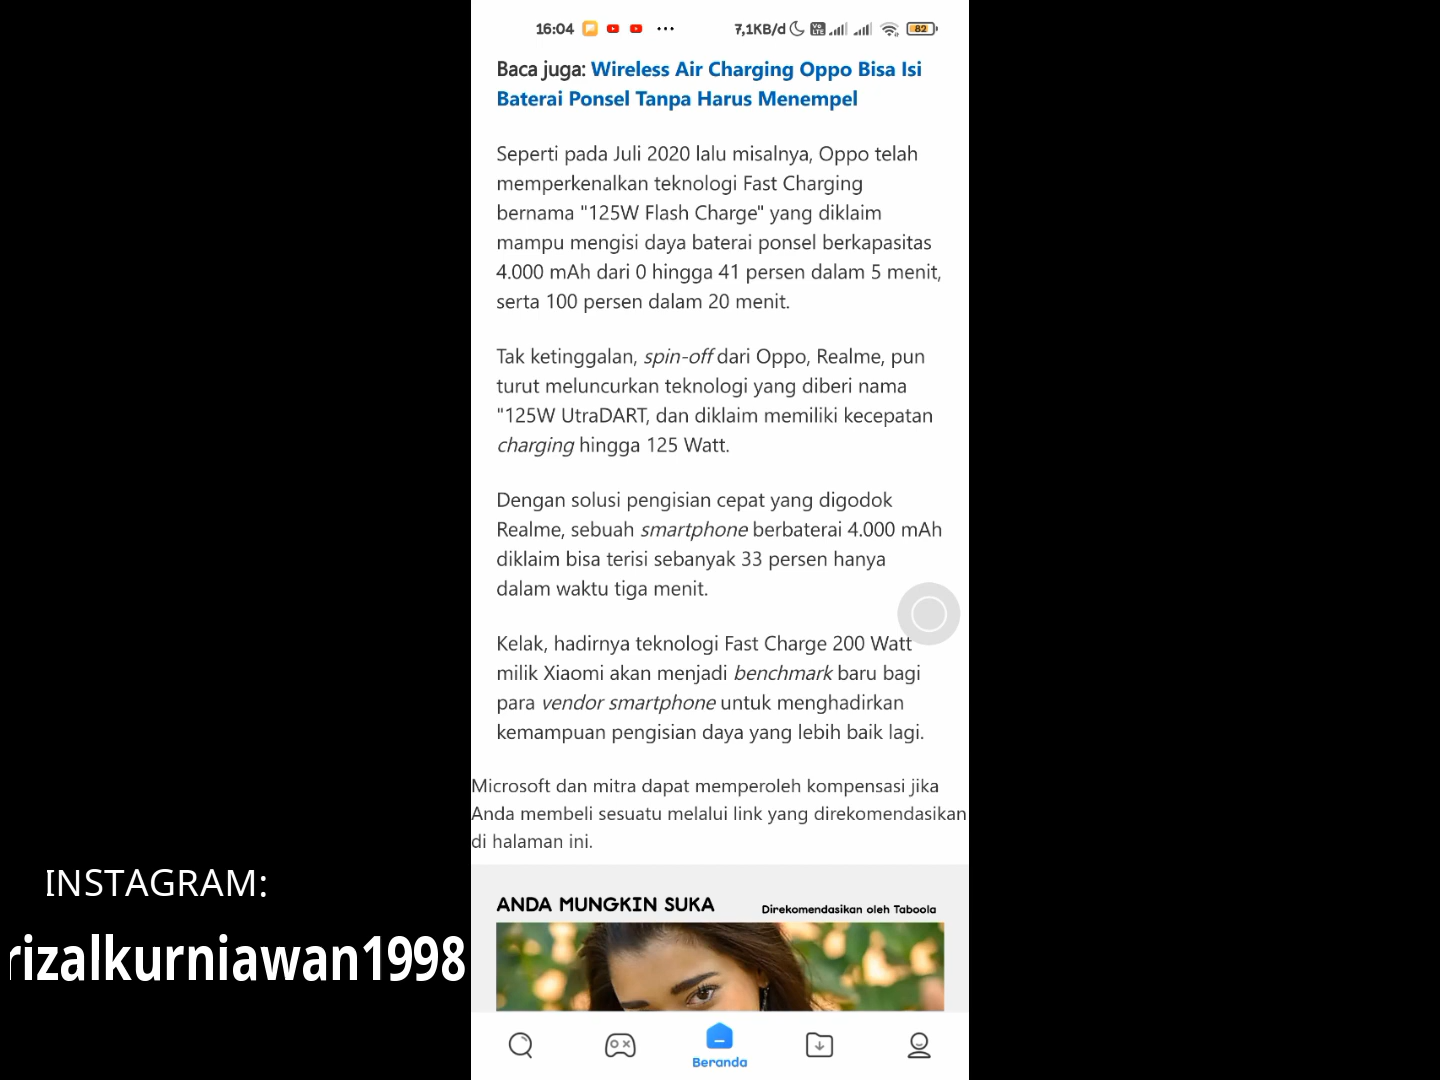 16:04 ••• 7,1KB/d Vo LTE 82
Baca juga: Wireless Air Charging Oppo Bisa Isi
Baterai Ponsel Tanpa Harus Menempel
Seperti pada Juli 2020 lalu misalnya, Oppo telah
memperkenalkan teknologi Fast Charging
bernama "125W Flash Charge" yang diklaim
mampu mengisi daya baterai ponsel berkapasitas
4.000 mAh dari 0 hingga 41 persen dalam 5 menit,
serta 100 persen dalam 20 menit.
Tak ketinggalan, spin-off dari Oppo, Realme, pun
turut meluncurkan teknologi yang diberi nama
"125W UtraDART, dan diklaim memiliki kecepatan
charging hingga 125 Watt.
Dengan solusi pengisian cepat yang digodok
Realme, sebuah smartphone berbaterai 4.000 mAh
diklaim bisa terisi sebanyak 33 persen hanya
dalam waktu tiga menit.
Kelak, hadirnya teknologi Fast Charge 200 Watt
milik Xiaomi akan menjadi benchmark baru bagi
para vendor smartphone untuk menghadirkan
kemampuan pengisian daya yang lebih baik lagi.
Microsoft dan mitra dapat memperoleh kompensasi jika
Anda membeli sesuatu melalui link yang direkomendasikan
di halaman ini.
ANDA MUNGKIN SUKA
Direkomendasikan oleh Taboola
Beranda
INSTAGRAM:
rizalkurniawan1998